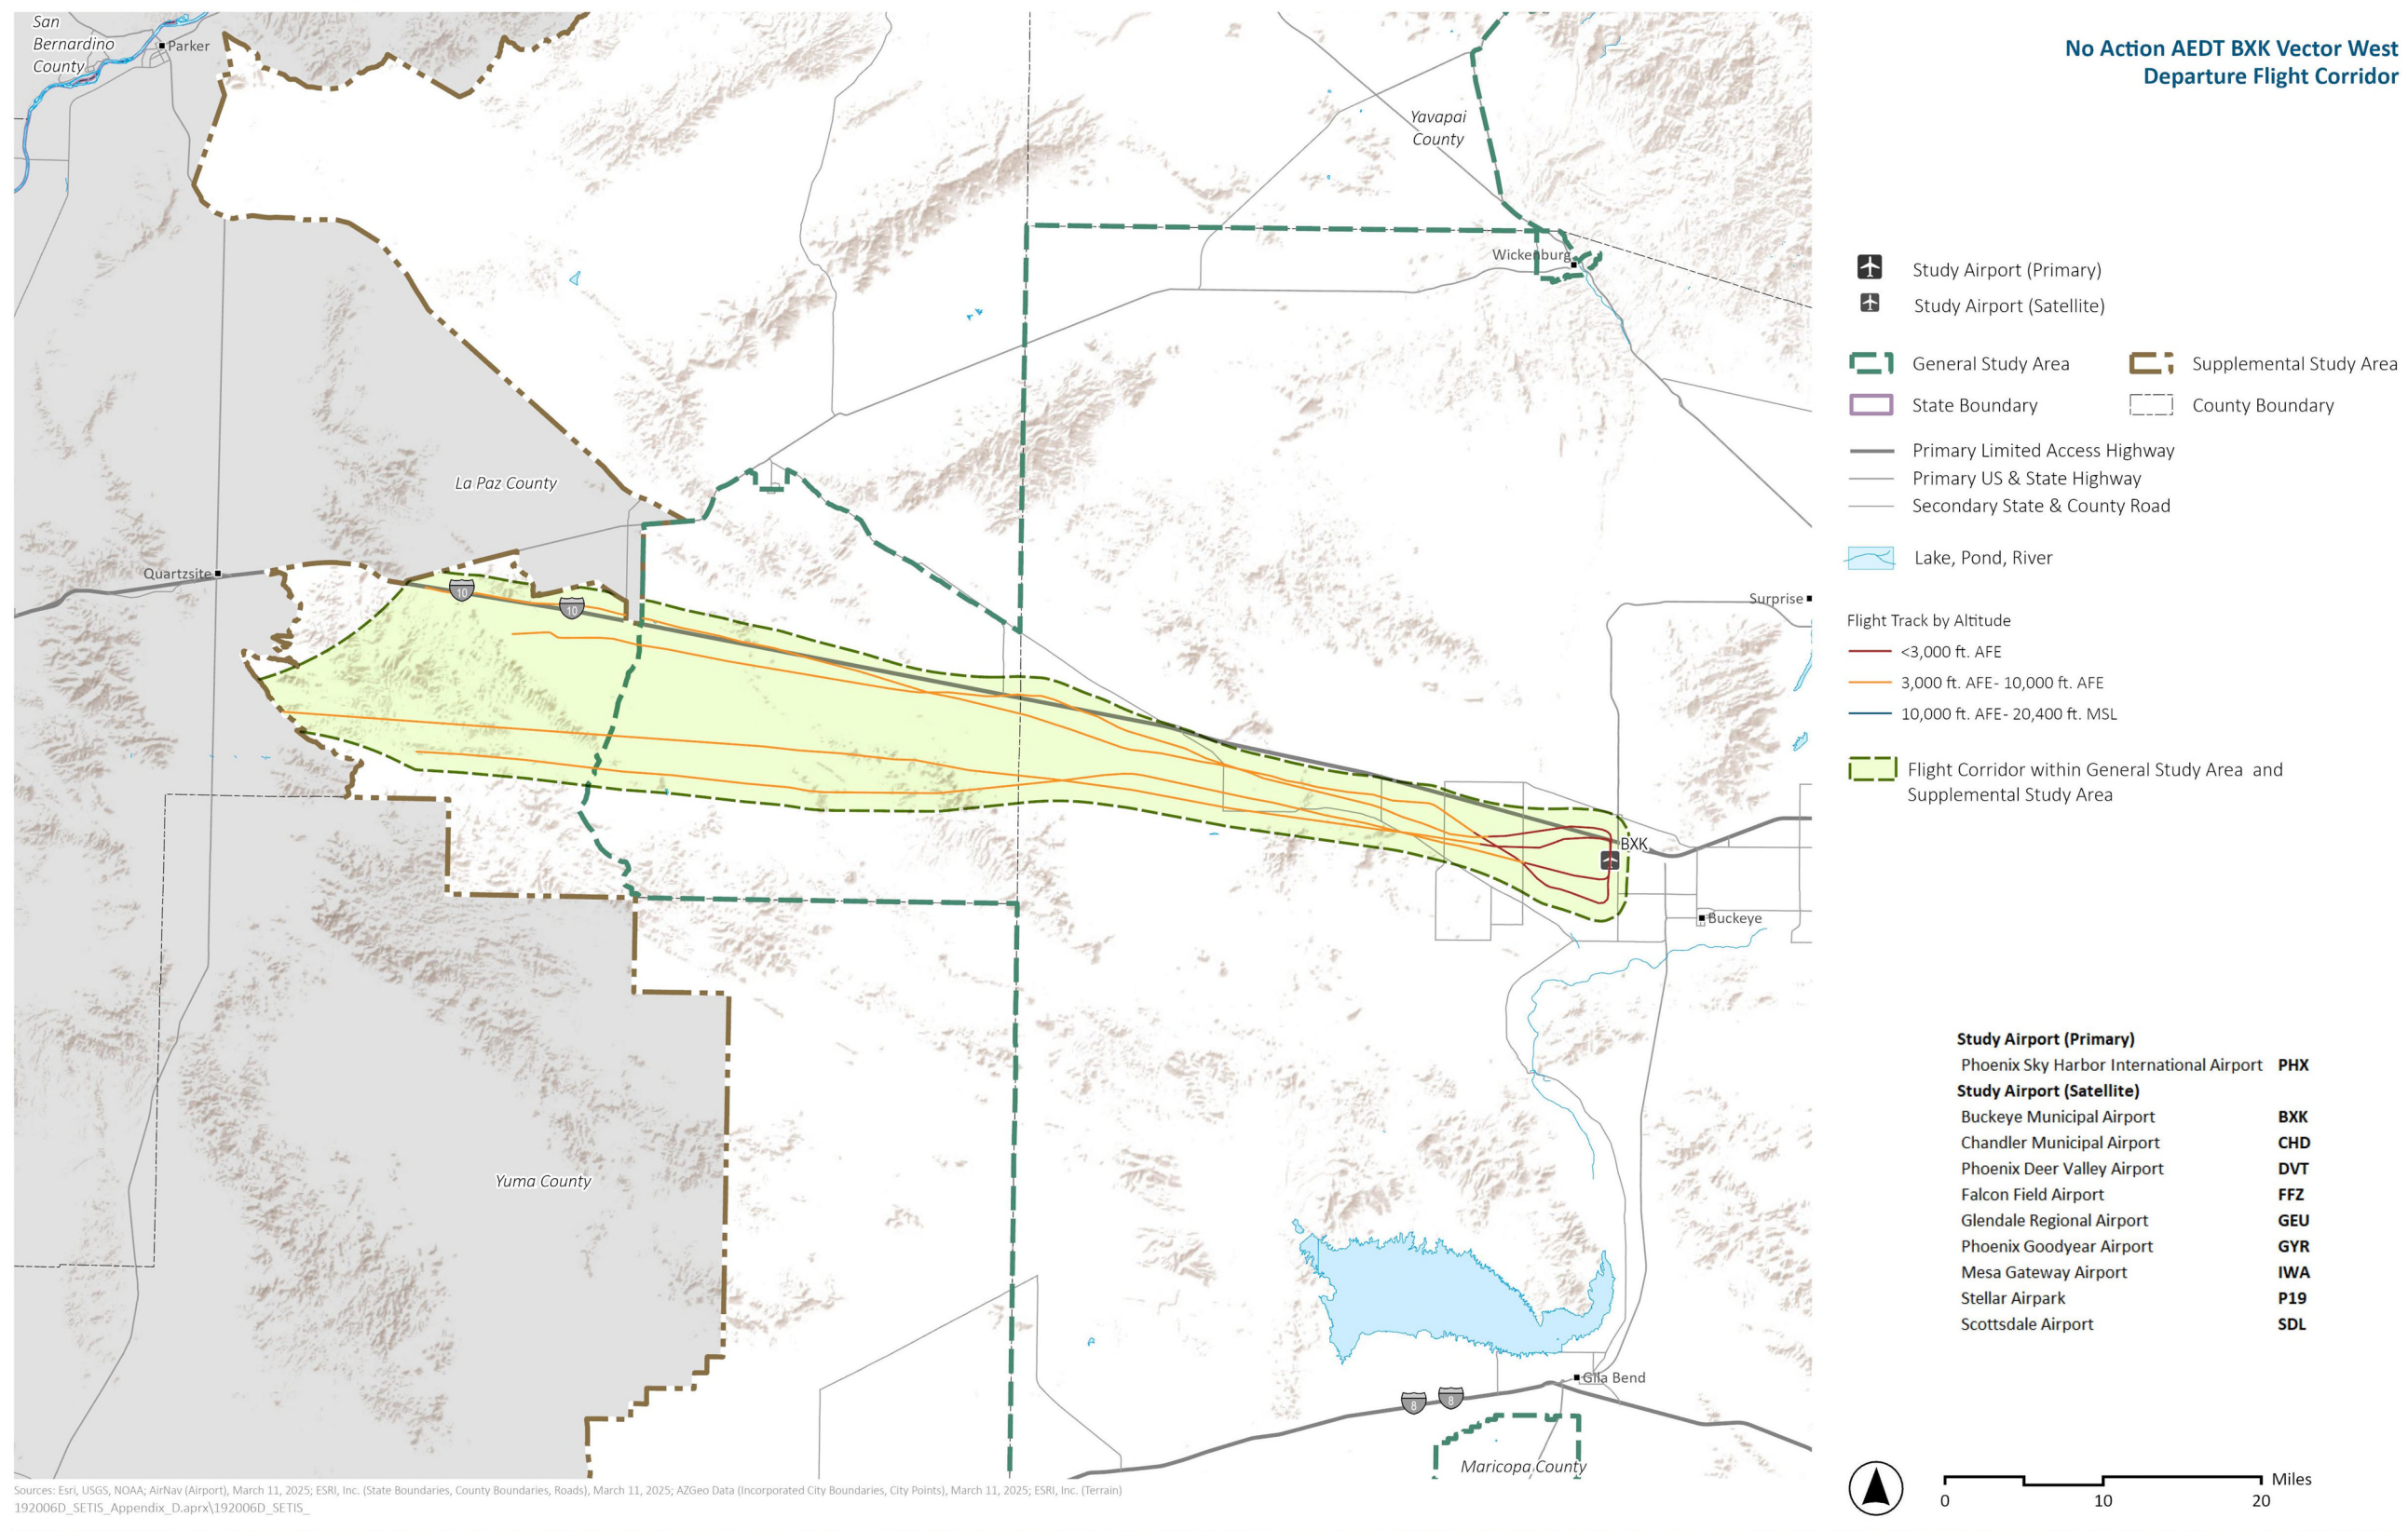 No Action AEDT BXK Vector West
Departure Flight Corridor
San
Bernardino
County
Parker
Yavapai
County
Wickenburg
La Paz County
Quartzsite
10
10
Surprise
BXK
Buckeye
Yuma County
Gila Bend
8
8
Maricopa County
Study Airport (Primary)
Study Airport (Satellite)
General Study Area
Supplemental Study Area
State Boundary
County Boundary
Primary Limited Access Highway
Primary US & State Highway
Secondary State & County Road
Lake, Pond, River
Flight Track by Altitude
<3,000 ft. AFE
3,000 ft. AFE- 10,000 ft. AFE
10,000 ft. AFE- 20,400 ft. MSL
Flight Corridor within General Study Area and
Supplemental Study Area
Study Airport (Primary)
Phoenix Sky Harbor International Airport PHX
Study Airport (Satellite)
Buckeye Municipal Airport BXK
Chandler Municipal Airport CHD
Phoenix Deer Valley Airport DVT
Falcon Field Airport FFZ
Glendale Regional Airport GEU
Phoenix Goodyear Airport GYR
Mesa Gateway Airport IWA
Stellar Airpark P19
Scottsdale Airport SDL
Miles
0 10 20
Sources: Esri, USGS, NOAA; AirNav (Airport), March 11, 2025; ESRI, Inc. (State Boundaries, County Boundaries, Roads), March 11, 2025; AZGeo Data (Incorporated City Boundaries, City Points), March 11, 2025; ESRI, Inc. (Terrain)
192006D_SETIS_Appendix_D.aprx\192006D_SETIS_